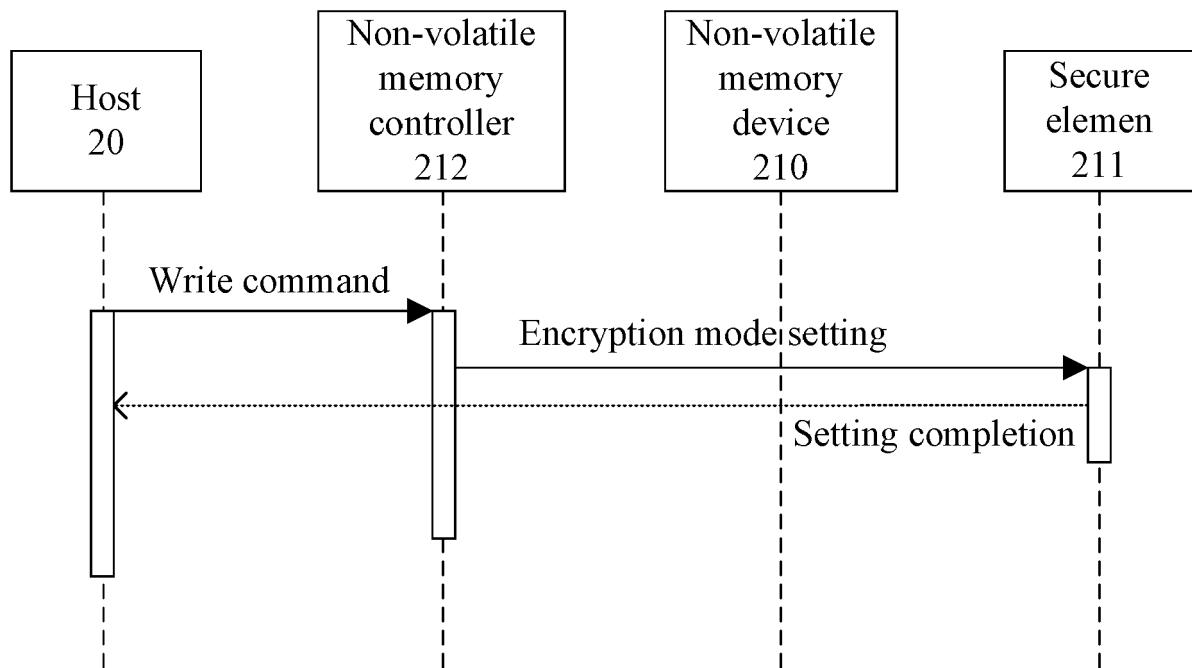 Host
20
Non-volatile
memory
controller
212
Non-volatile
memory
device
210
Secure
elemen
211
Write command
Encryption mode setting
Setting completion